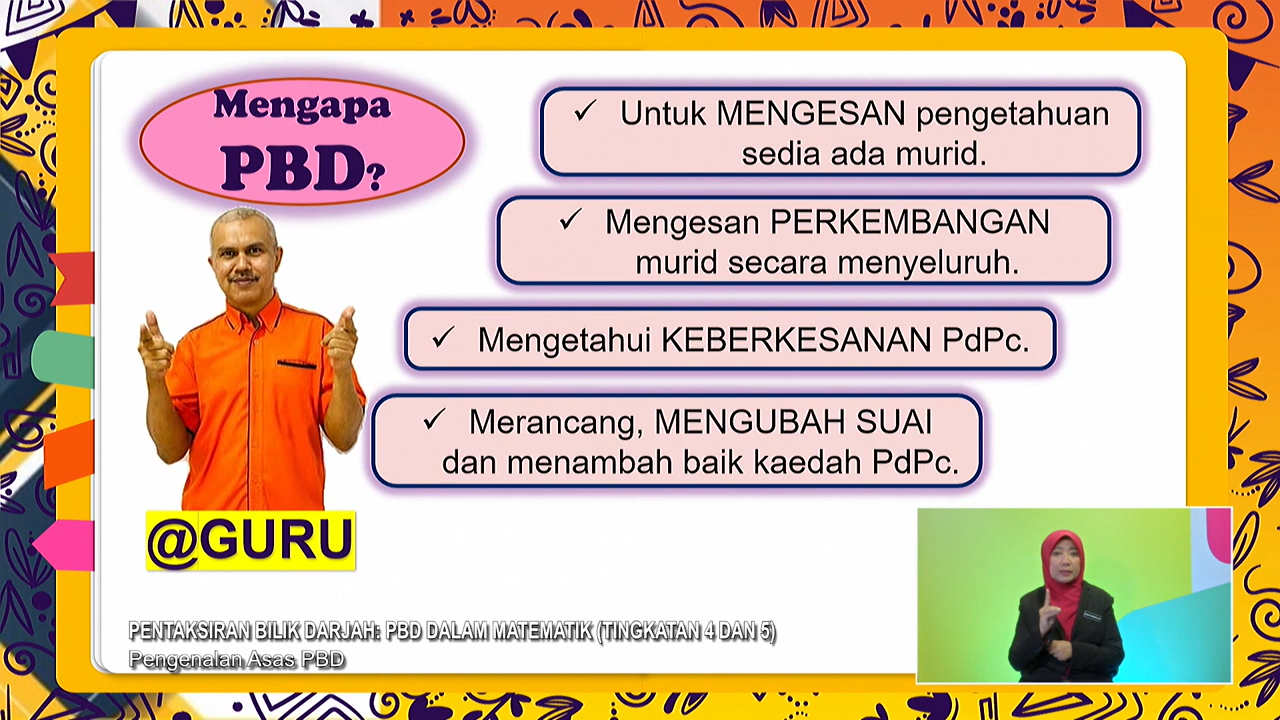 Mengapa
PBD?
✓ Untuk MENGESAN pengetahuan
sedia ada murid.
✓ Mengesan PERKEMBANGAN
murid secara menyeluruh.
✓ Mengetahui KEBERKESANAN PdPc.
✓ Merancang, MENGUBAH SUAI
dan menambah baik kaedah PdPc.
@GURU
PENTAKSIRAN BILIK DARJAH: PBD DALAM MATEMATIK (TINGKATAN 4 DAN 5)
Pengenalan Asas PBD